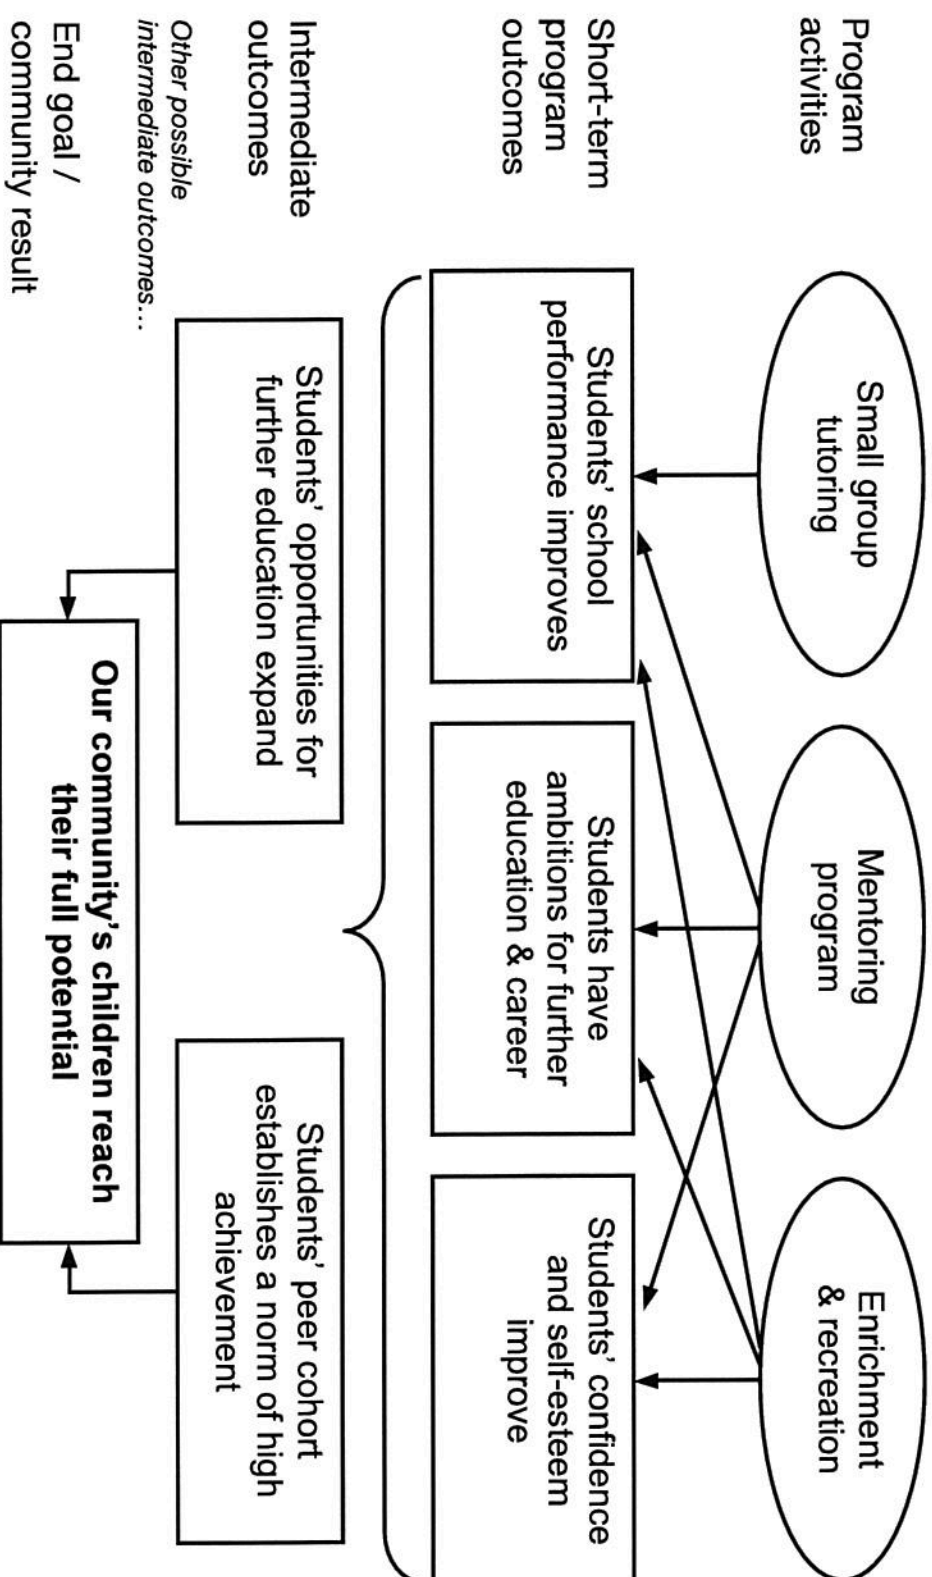 Program
activities
Small group
tutoring
Mentoring
program
Enrichment
& recreation
Short-term
program
outcomes
Students’ school
performance improves
Students have
ambitions for further
education & career
Students’ confidence
and self-esteem
improve
Intermediate
outcomes
Students’ opportunities for
further education expand
Students’ peer cohort
establishes a norm of high
achievement
Other possible
intermediate outcomes…
End goal /
community result
Our community’s children reach
their full potential